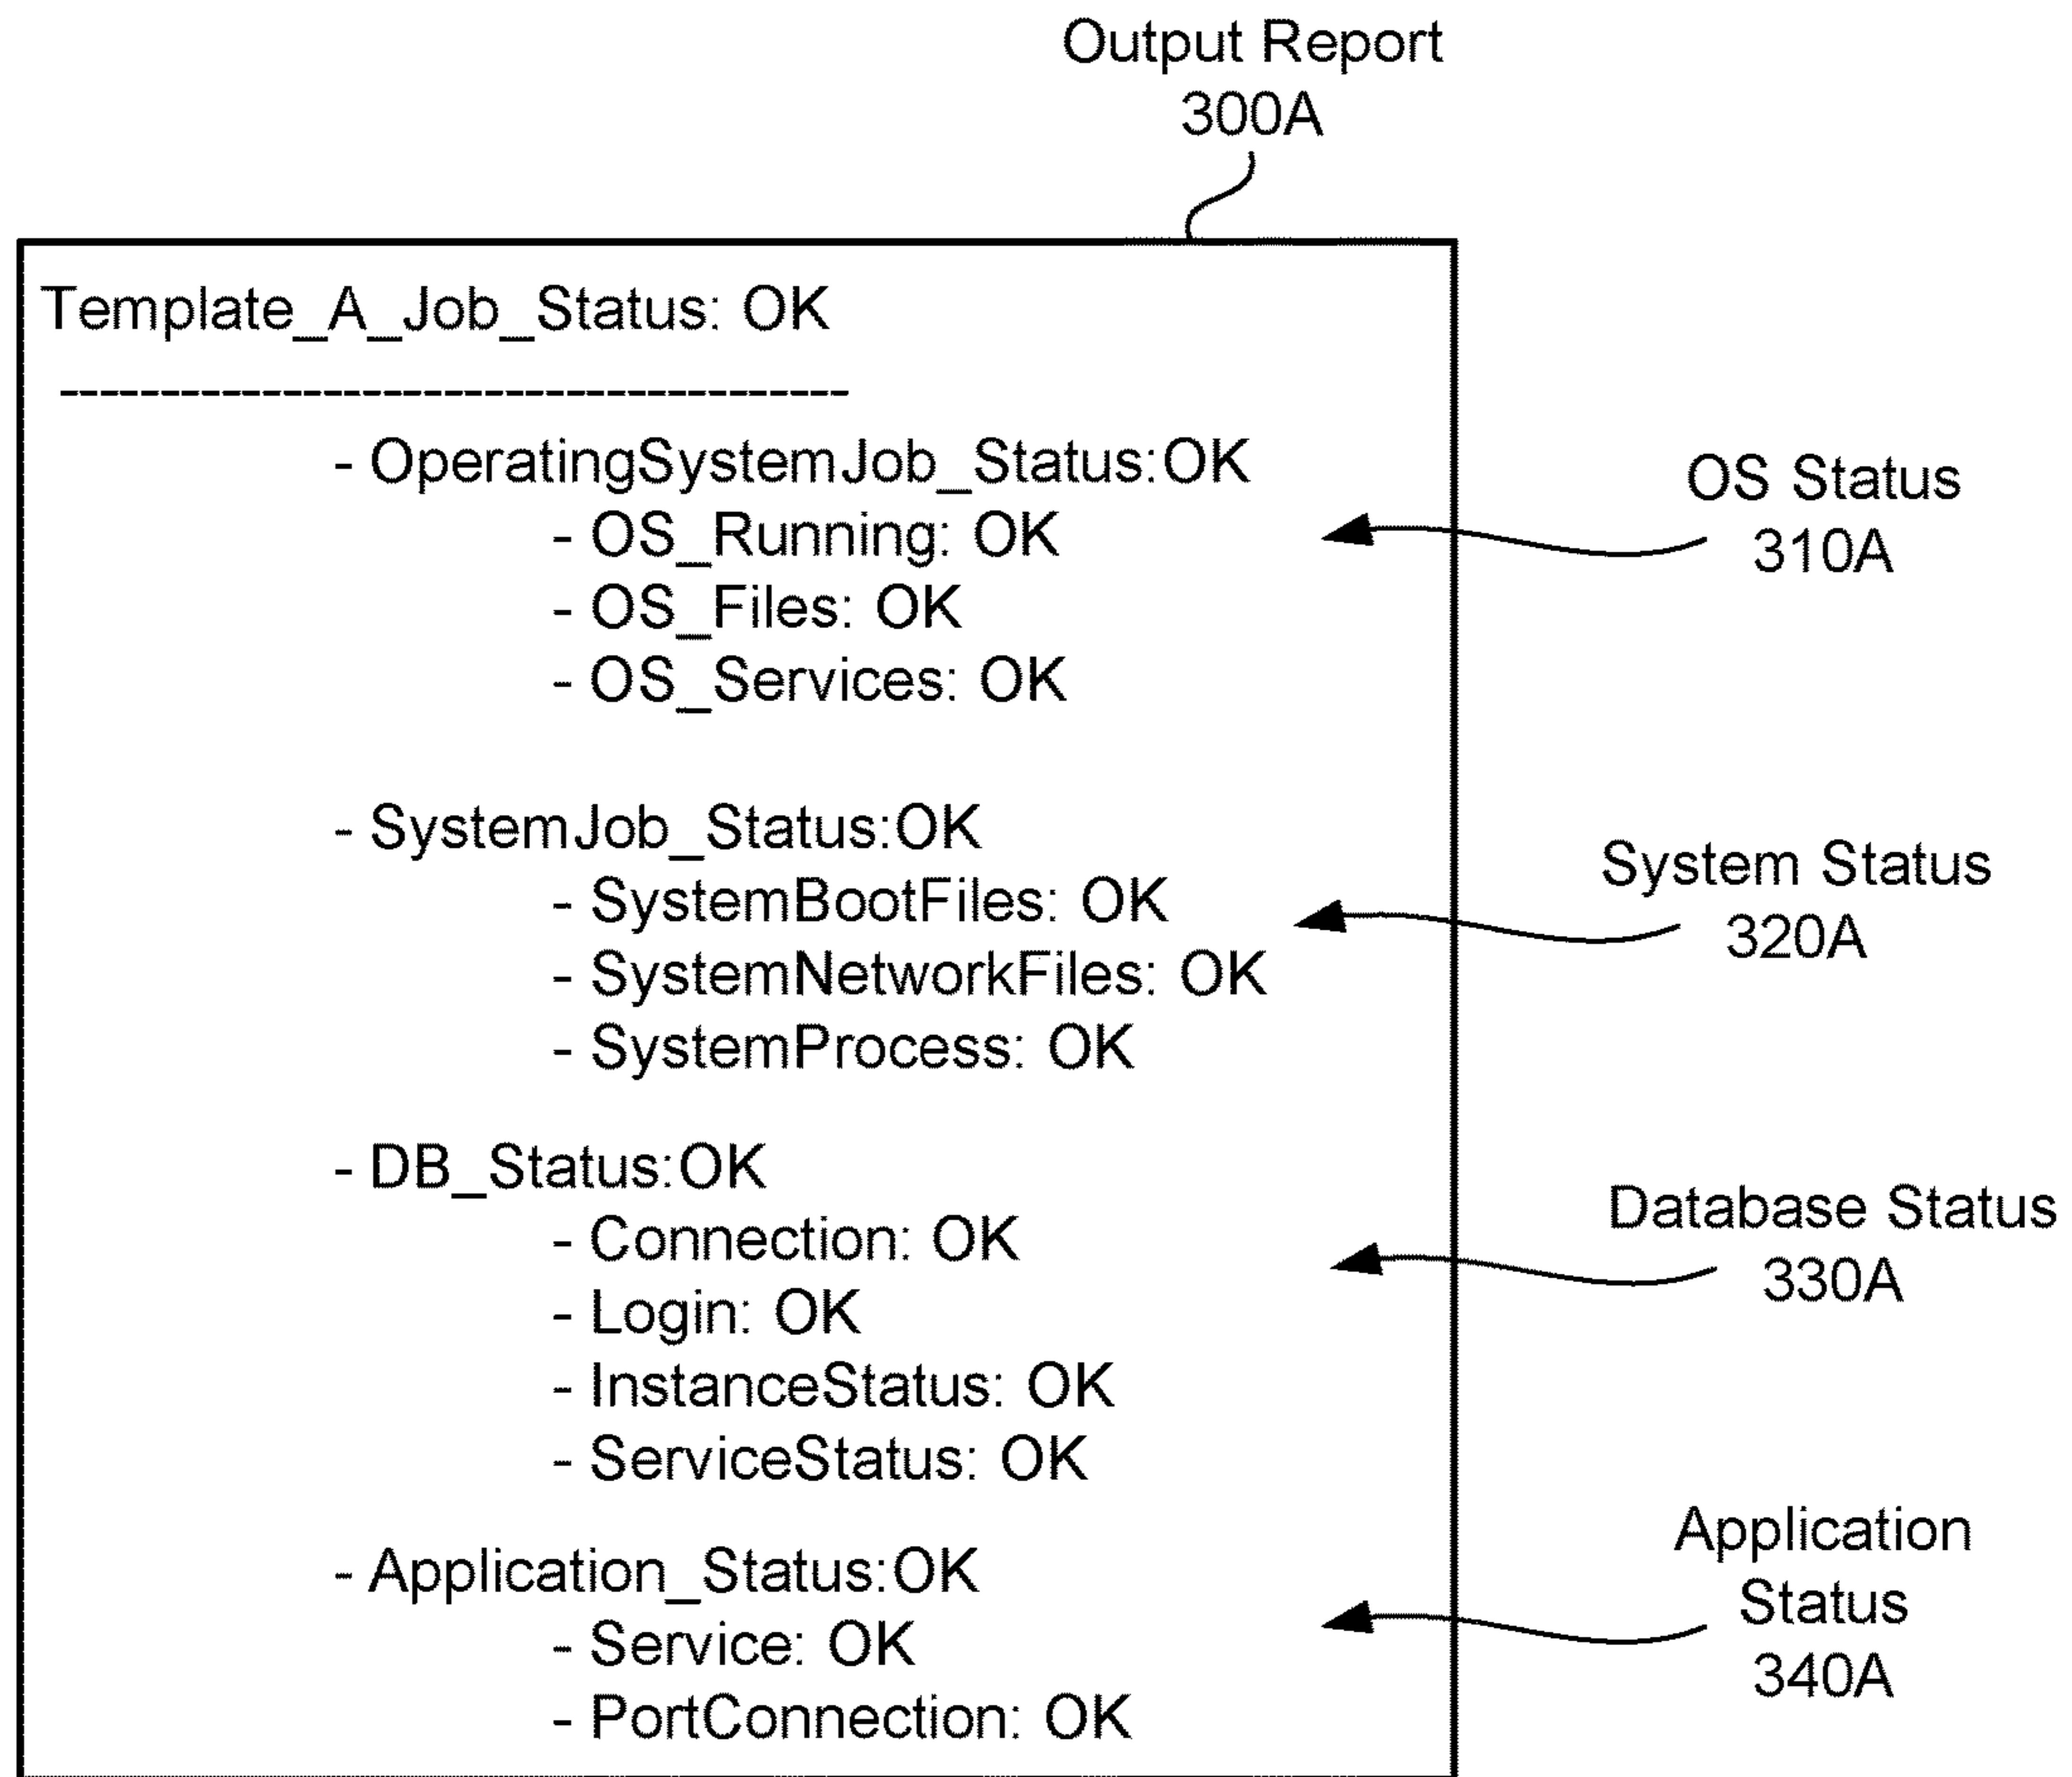 Output Report
300A
Template_A_Job_Status: OK
---------------------------------------
- OperatingSystemJob_Status:OK
- OS_Running: OK
- OS_Files: OK
- OS_Services: OK
OS Status
310A
- SystemJob_Status:OK
- SystemBootFiles: OK
- SystemNetworkFiles: OK
- SystemProcess: OK
System Status
320A
- DB_Status:OK
- Connection: OK
- Login: OK
- InstanceStatus: OK
- ServiceStatus: OK
Database Status
330A
- Application_Status:OK
- Service: OK
- PortConnection: OK
Application
Status
340A